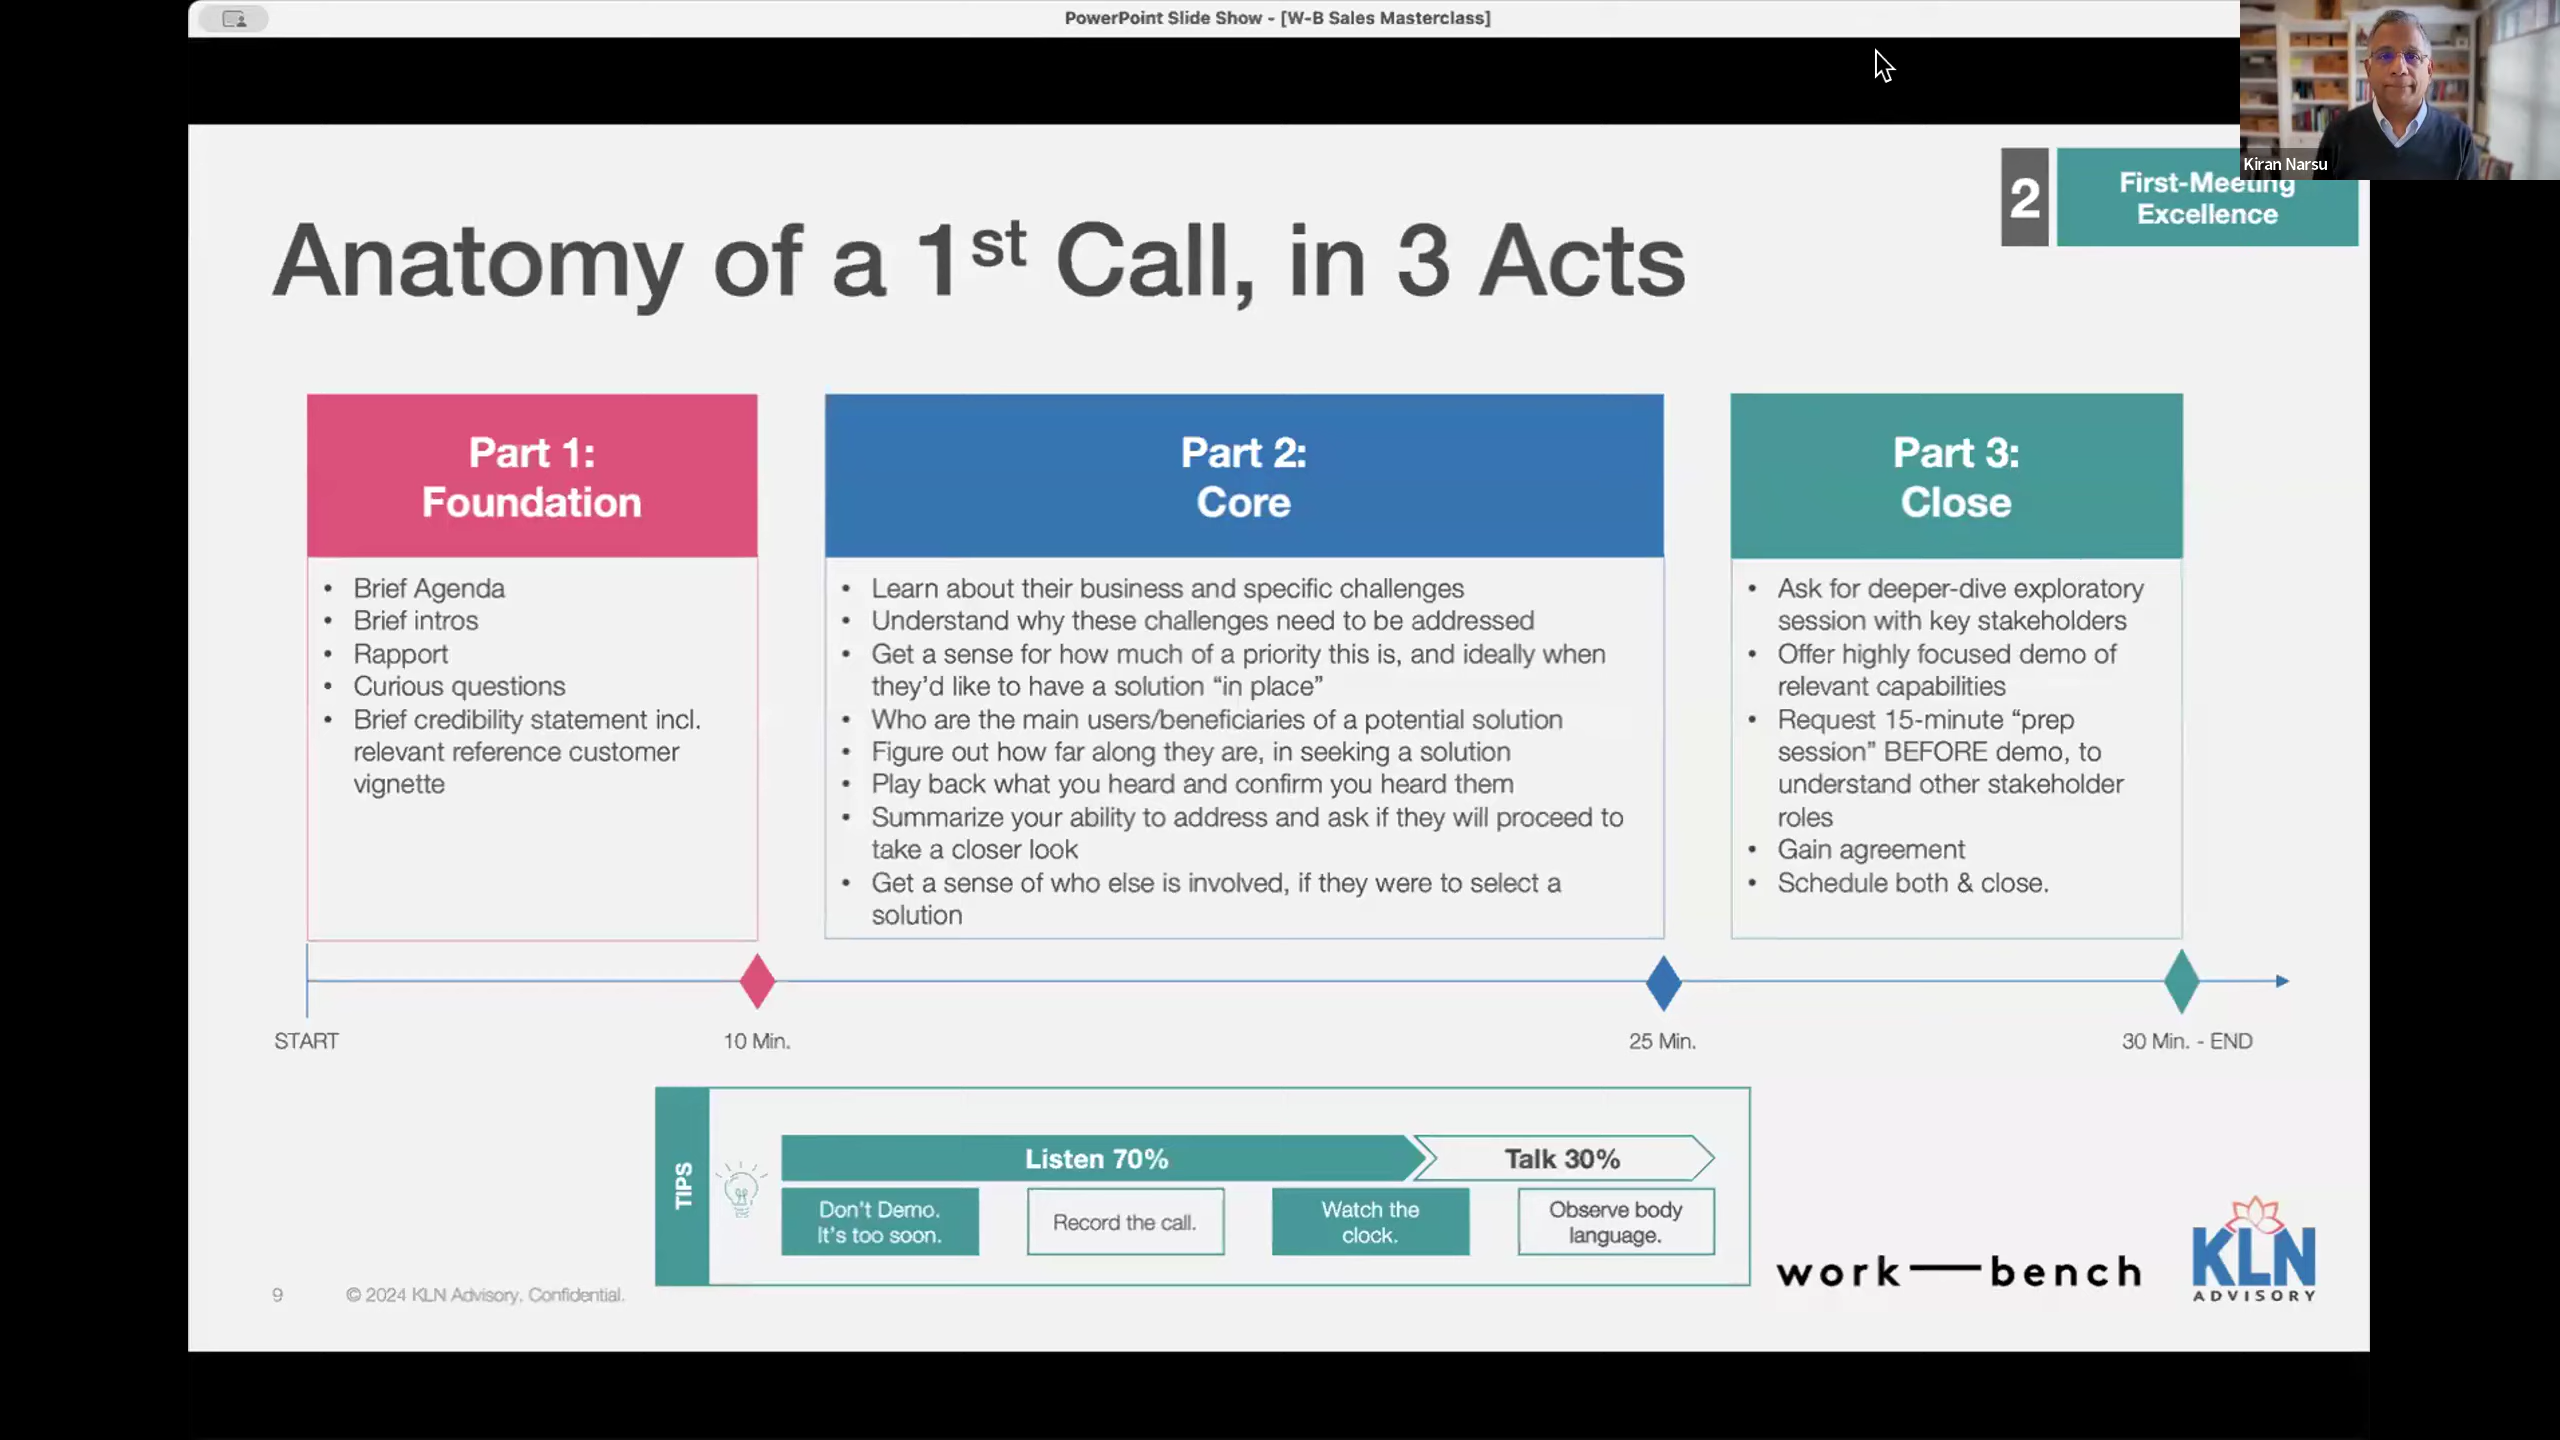 PowerPoint Slide Show - [W-B Sales Masterclass]
Kiran Narsu
2
First-Meeting
Excellence
Anatomy of a 1st Call, in 3 Acts
Part 1:
Foundation
• Brief Agenda
• Brief intros
• Rapport
• Curious questions
• Brief credibility statement incl.
relevant reference customer
vignette
Part 2:
Core
• Learn about their business and specific challenges
• Understand why these challenges need to be addressed
• Get a sense for how much of a priority this is, and ideally when
they’d like to have a solution “in place”
• Who are the main users/beneficiaries of a potential solution
• Figure out how far along they are, in seeking a solution
• Play back what you heard and confirm you heard them
• Summarize your ability to address and ask if they will proceed to
take a closer look
• Get a sense of who else is involved, if they were to select a
solution
Part 3:
Close
• Ask for deeper-dive exploratory
session with key stakeholders
• Offer highly focused demo of
relevant capabilities
• Request 15-minute “prep
session” BEFORE demo, to
understand other stakeholder
roles
• Gain agreement
• Schedule both & close.
START
10 Min.
25 Min.
30 Min. - END
TIPS
Listen 70%
Talk 30%
Don’t Demo.
It’s too soon.
Record the call.
Watch the
clock.
Observe body
language.
9
© 2024 KLN Advisory. Confidential.
work—bench
KLN
ADVISORY